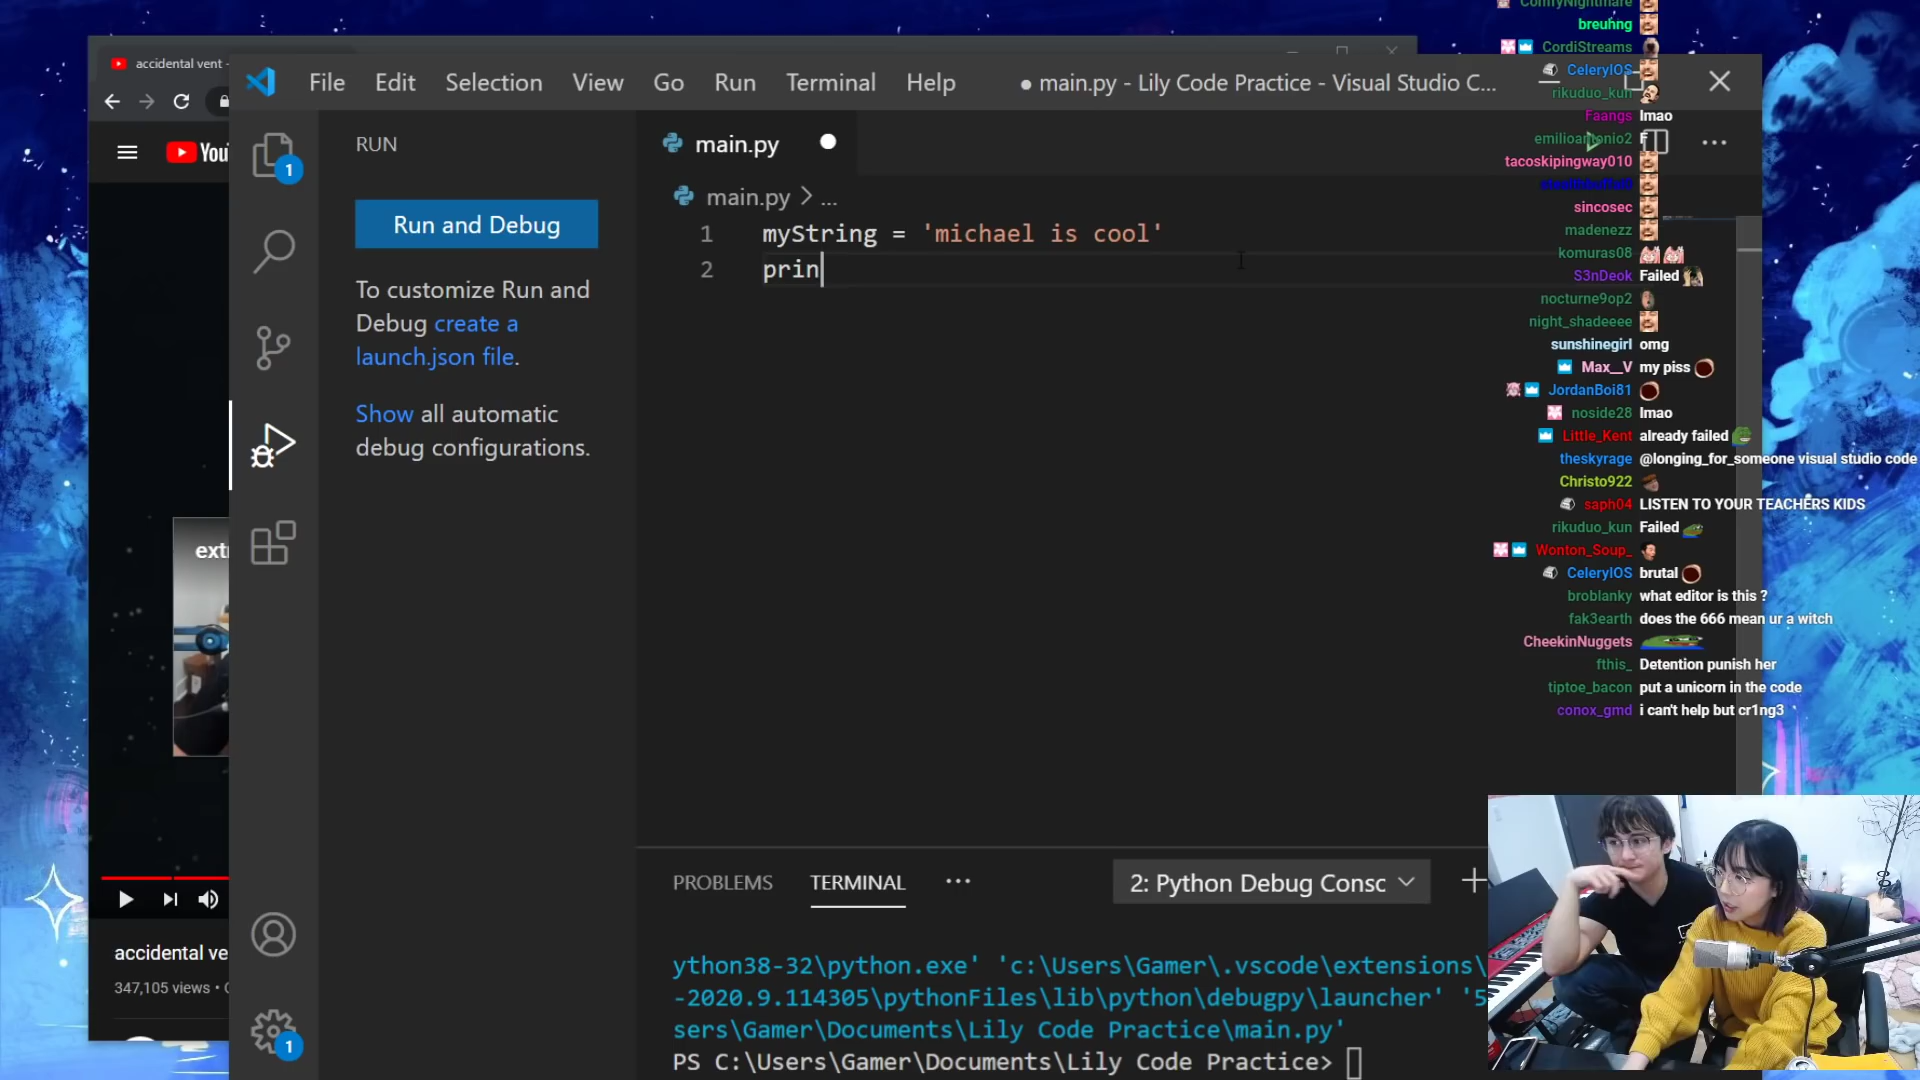 accidental vent -
You
extr
accidental ve
347,105 views •
File Edit Selection View Go Run Terminal Help
● main.py - Lily Code Practice - Visual Studio C...
1
RUN
Run and Debug
To customize Run and
Debug create a
launch.json file.
Show all automatic
debug configurations.
1
main.py
main.py > ...
1 myString = 'michael is cool'
2 prin
PROBLEMS TERMINAL ...
2: Python Debug Consc
ython38-32\python.exe' 'c:\Users\Gamer\.vscode\extensions\
-2020.9.114305\pythonFiles\lib\python\debugpy\launcher' '5
sers\Gamer\Documents\Lily Code Practice\main.py'
PS C:\Users\Gamer\Documents\Lily Code Practice>
ComfyNightmare
breuhng
CordiStreams
CeleryIOS
rikuduo_kun
Faangs lmao
emilioantonio2 F
tacoskipingway010
sincosec
madenezz
komuras08
S3nDeok Failed
nocturne9op2
night_shadeeee
sunshinegirl omg
Max__V my piss
JordanBoi81
noside28 lmao
Little_Kent already failed
theskyrage @longing_for_someone visual studio code
Christo922
saph04 LISTEN TO YOUR TEACHERS KIDS
rikuduo_kun Failed
Wonton_Soup_
CeleryIOS brutal
broblanky what editor is this ?
fak3earth does the 666 mean ur a witch
CheekinNuggets
fthis_ Detention punish her
tiptoe_bacon put a unicorn in the code
conox_gmd i can't help but cr1ng3